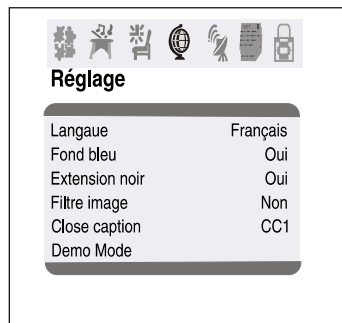 Réglage
Langaue Français
Fond bleu Oui
Extension noir Oui
Filtre image Non
Close caption CC1
Demo Mode